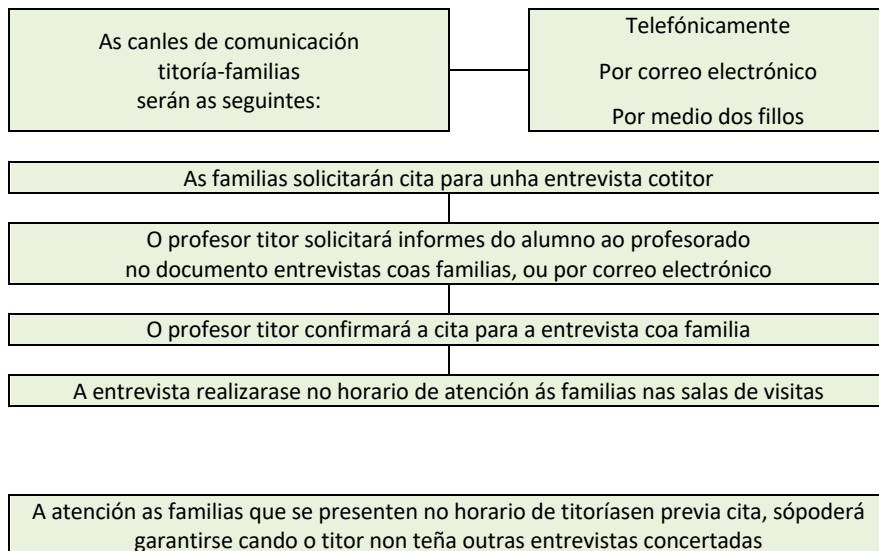 As canles de comunicación
titoría-familias
serán as seguintes:
Telefónicamente
Por correo electrónico
Por medio dos fillos
As familias solicitarán cita para unha entrevista cotitor
O profesor titor solicitará informes do alumno ao profesorado
no documento entrevistas coas familias, ou por correo electrónico
O profesor titor confirmará a cita para a entrevista coa familia
A entrevista realizarase no horario de atención ás familias nas salas de visitas
A atención as familias que se presenten no horario de titoríasen previa cita, sópoderá
garantirse cando o titor non teña outras entrevistas concertadas